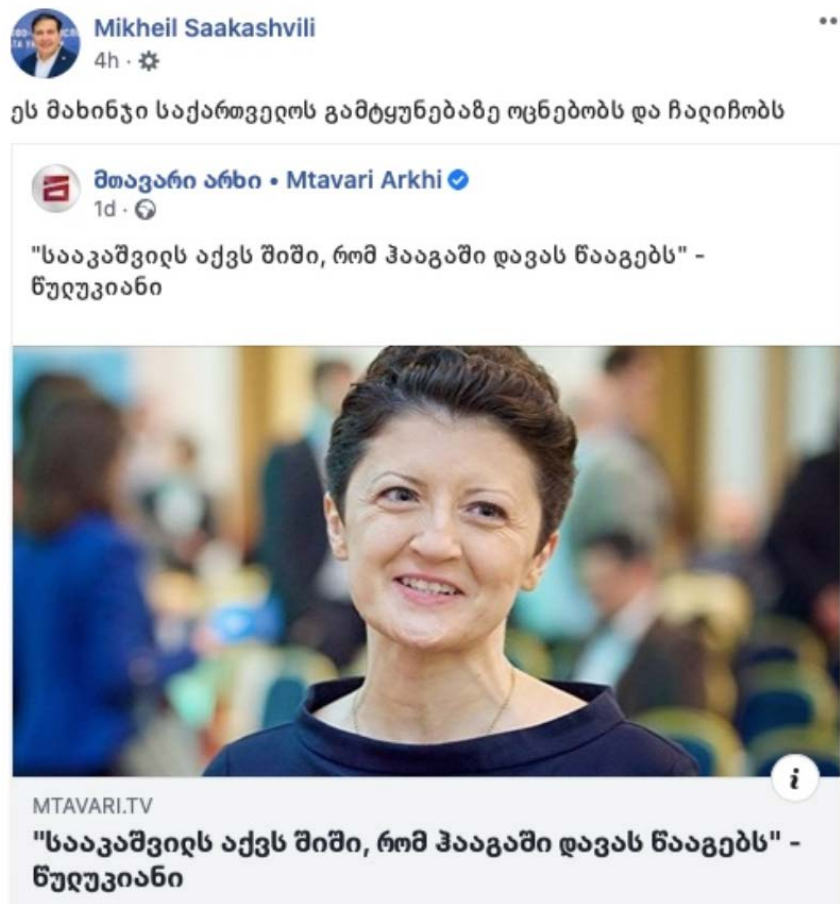 Mikheil Saakashvili
4h ·
ეს მახინჯი საქართველოს გამტყუნებაზე ოცნებობს და ჩალიჩობს
მთავარი არხი • Mtavari Arkhi
1d ·
"სააკაშვილს აქვს შიში, რომ ჰააგაში დავას წააგებს" -
წულუკიანი
i
MTAVARI.TV
"სააკაშვილს აქვს შიში, რომ ჰააგაში დავას წააგებს" -
წულუკიანი